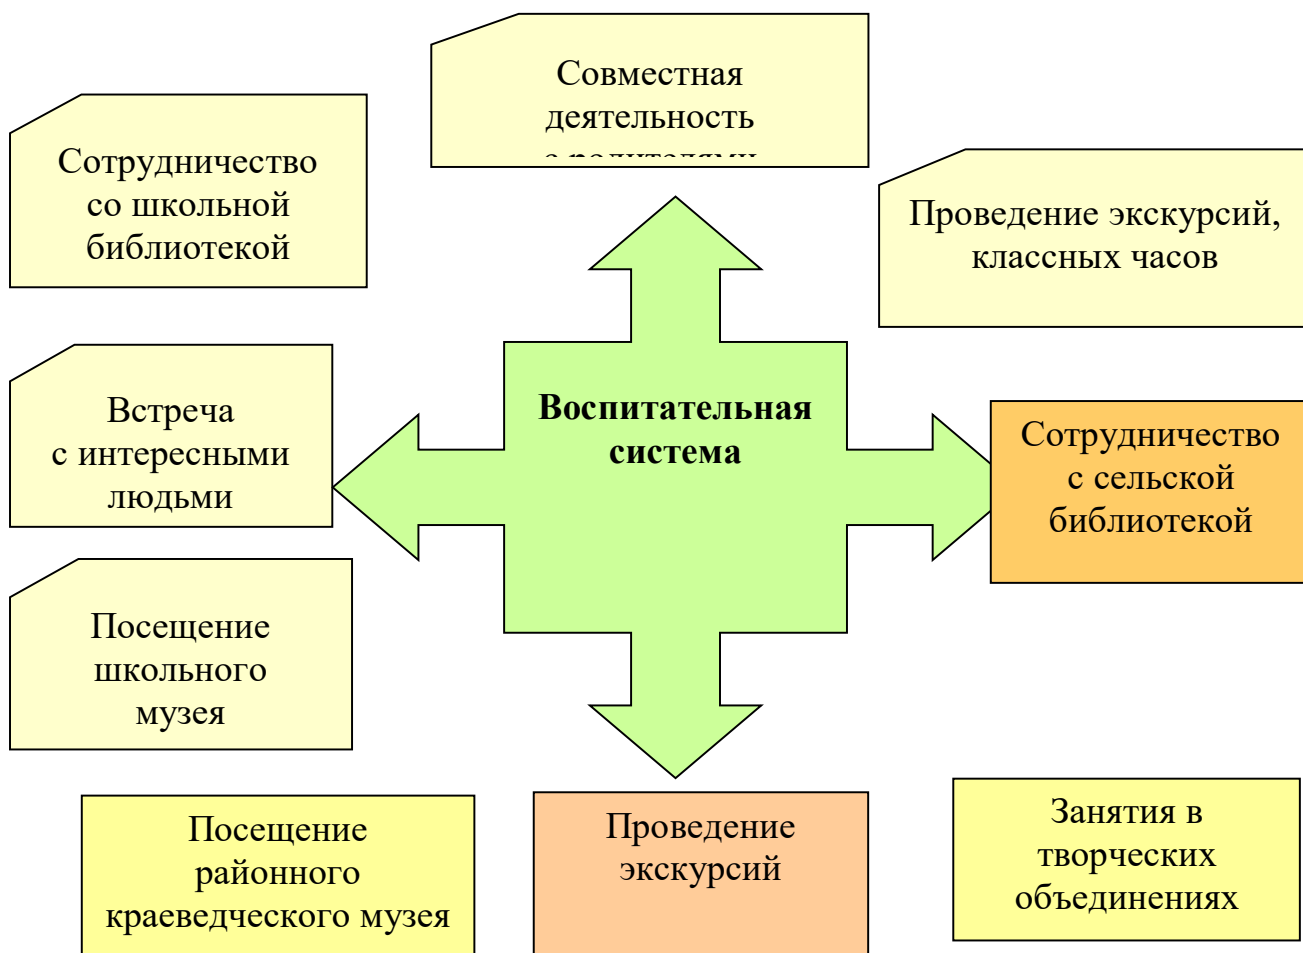 Совместная
деятельность
с родителями
Сотрудничество
со школьной
библиотекой
Проведение экскурсий,
классных часов
Встреча
с интересными
людьми
Воспитательная
система
Сотрудничество
с сельской
библиотекой
Посещение
школьного
музея
Посещение
районного
краеведческого музея
Проведение
экскурсий
Занятия в
творческих
объединениях